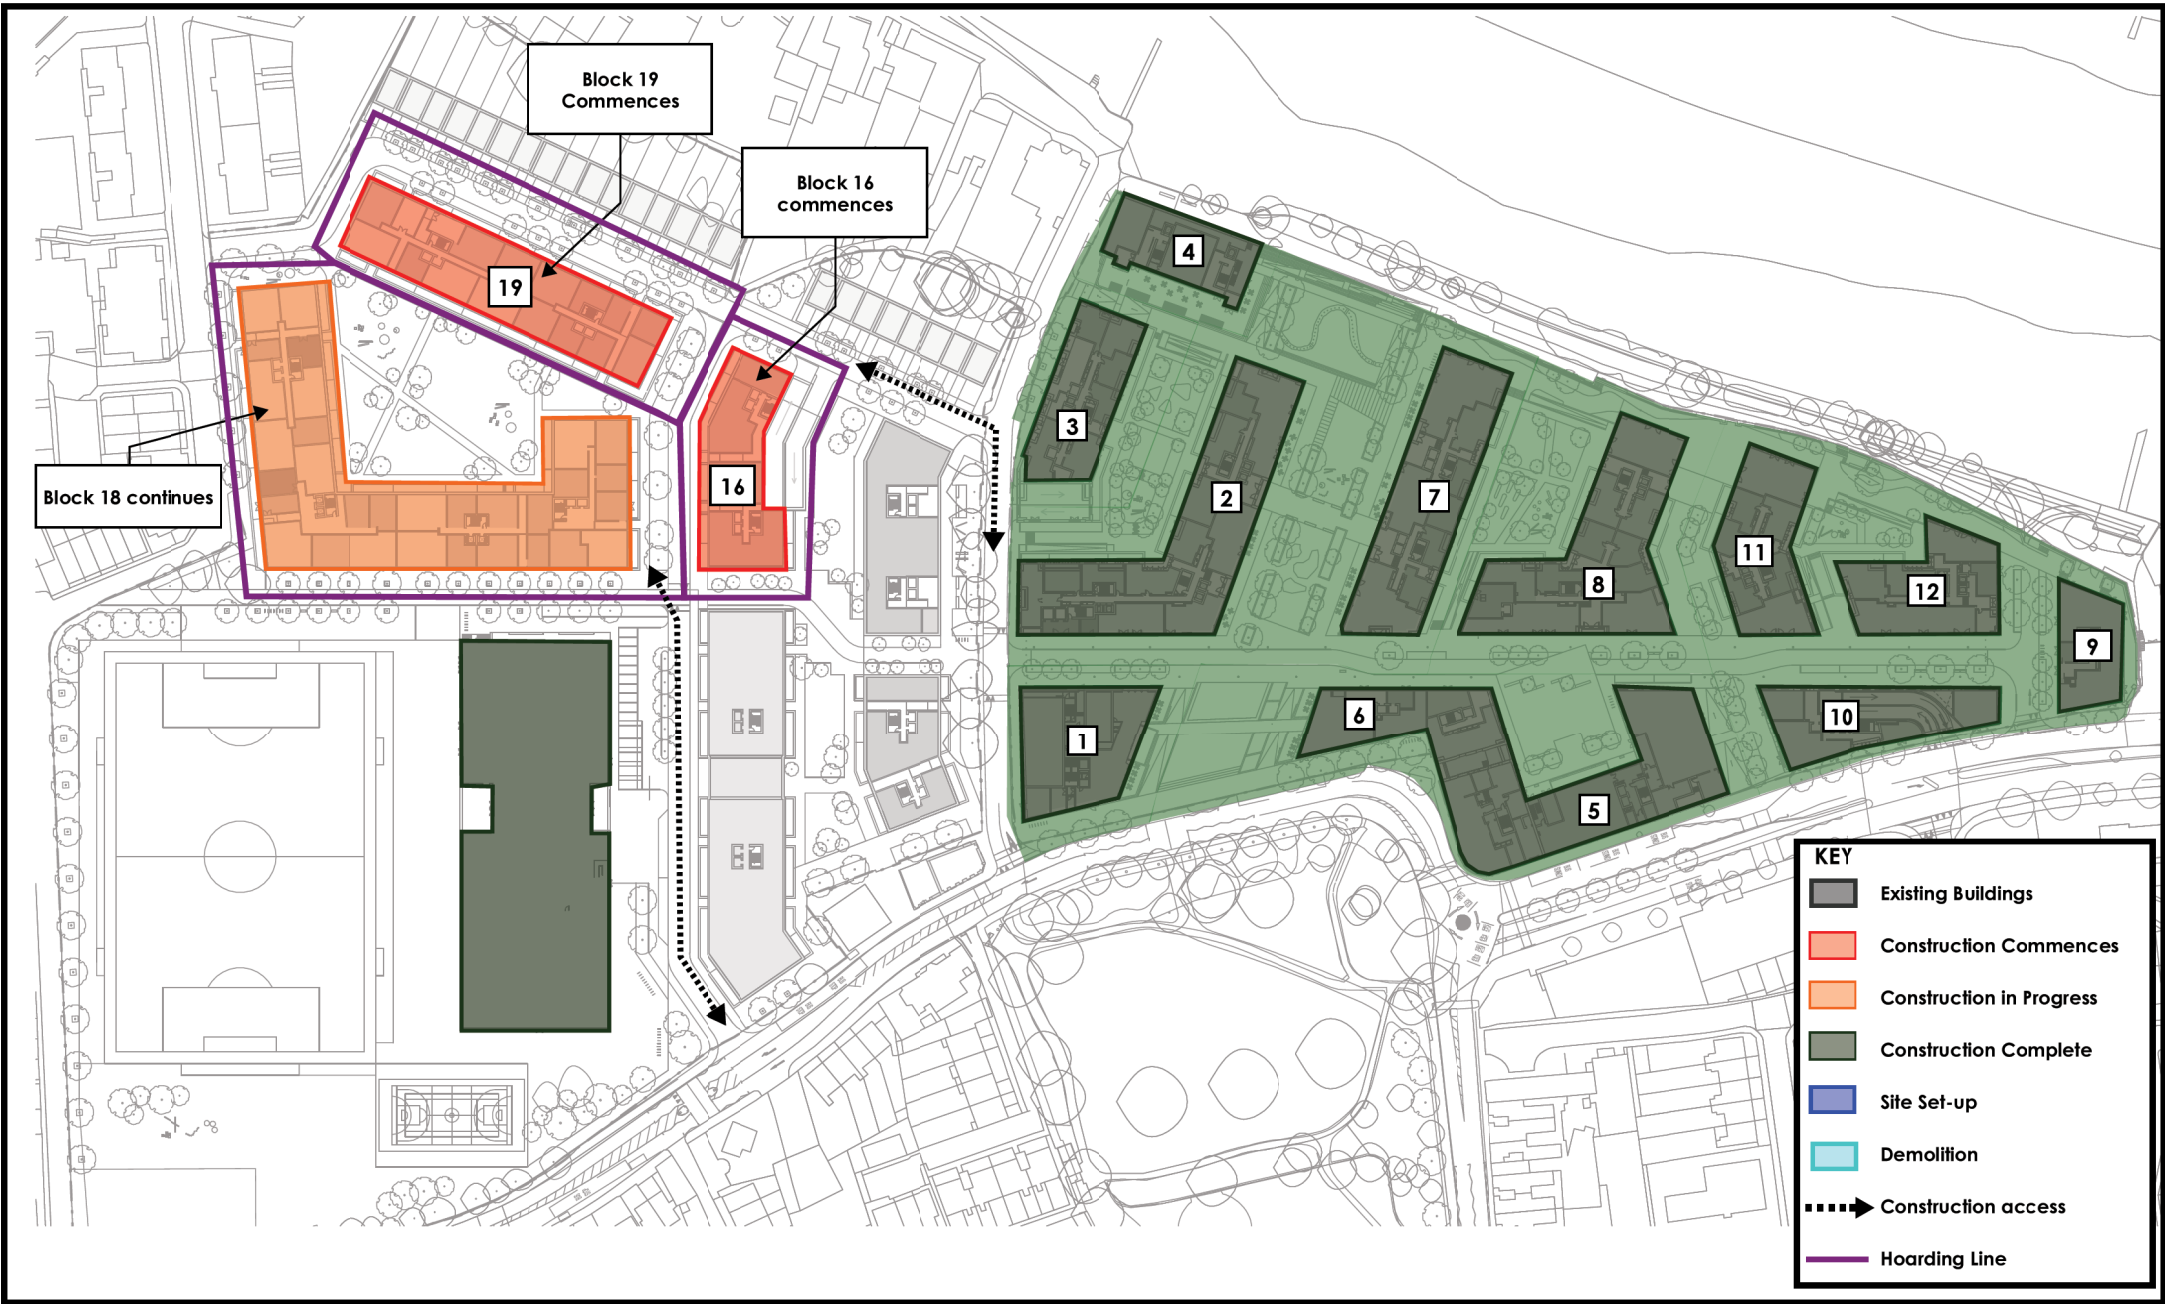 Block 19
Commences
Block 16
commences
Block 18 continues
19
16
4
3
2
7
8
11
12
9
1
6
5
10
KEY
Existing Buildings
Construction Commences
Construction in Progress
Construction Complete
Site Set-up
Demolition
Construction access
Hoarding Line